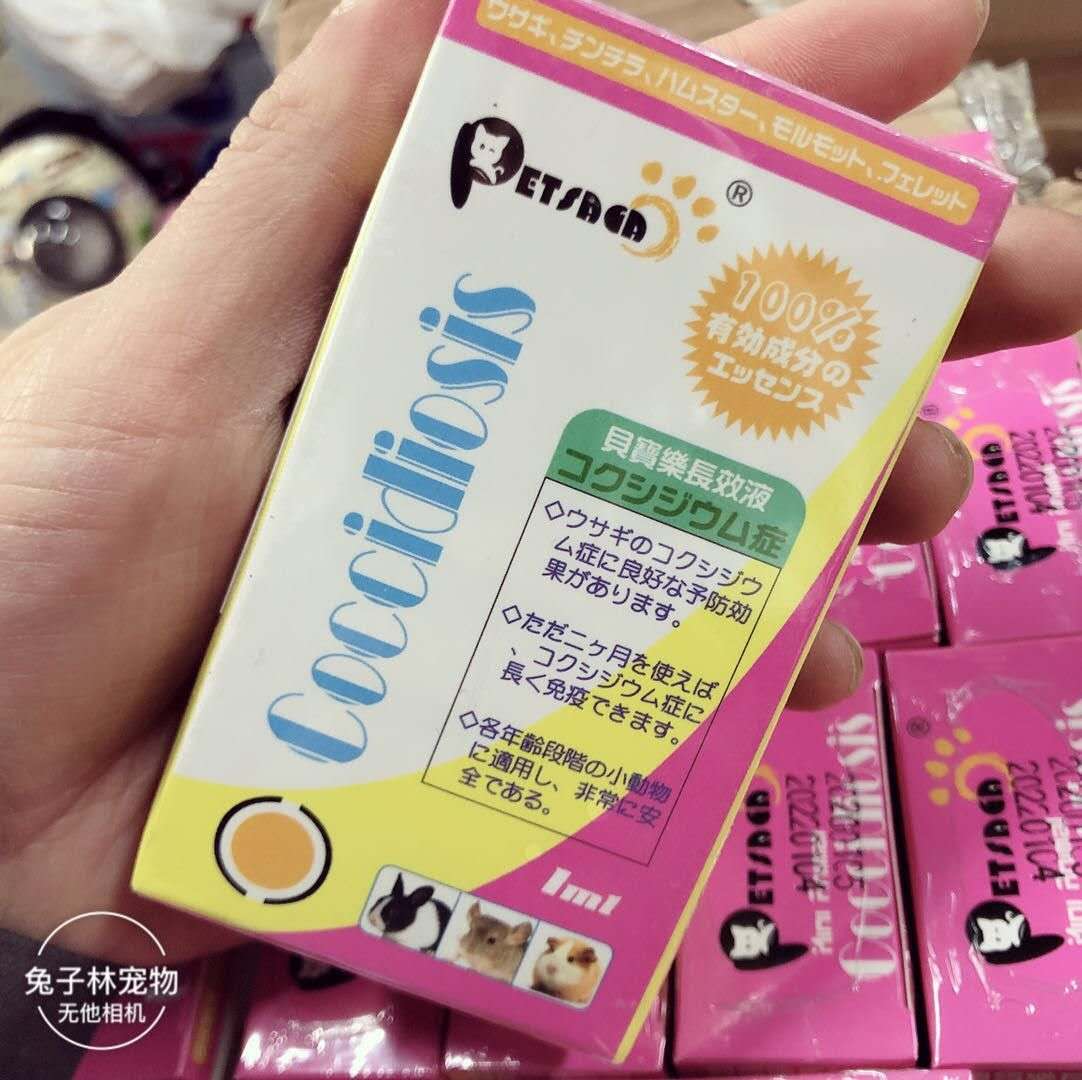 ウサギ、チンチラ、ハムスター、モルモット、フェレット
PETSAGA ®
100%
有効成分の
エッセンス
Coccidiosis
貝寶樂長效液
コクシジウム症
◇ウサギのコクシジウ
ム症に良好な予防効
果があります。
◇ただニヶ月を使えば
、コクシジウム症に
長く免疫できます。
◇各年齢段階の小動物
に適用し、非常に安
全である。
1ml
®
PETSAGA
®
PETSAGA
20220104
Coccidiosis
®
PETSAGA
20220104
兔子林宠物
无他相机